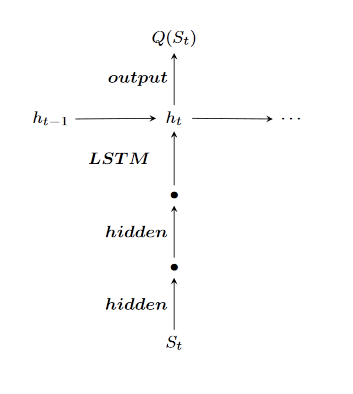 Q(S_t)
output
h_{t-1} h_t ...
LSTM
hidden
hidden
S_t